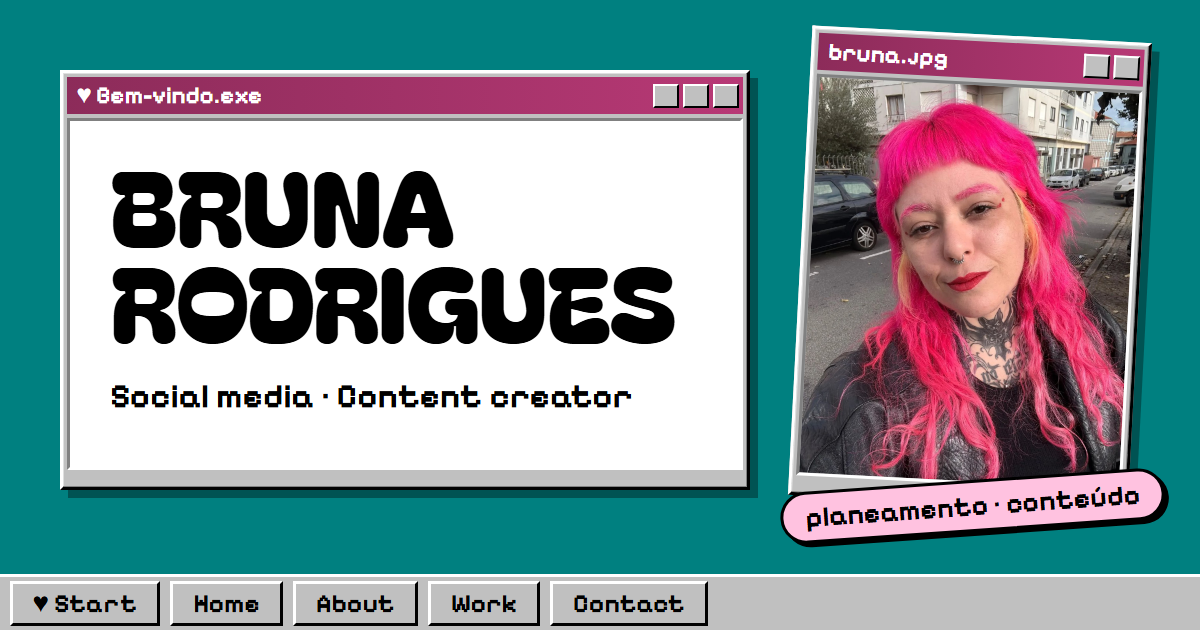 ♥ Bem-vindo.exe
BRUNA
RODRIGUES
Social media · Content creator
bruna.jpg
planeamento · conteúdo
♥ Start
Home
About
Work
Contact